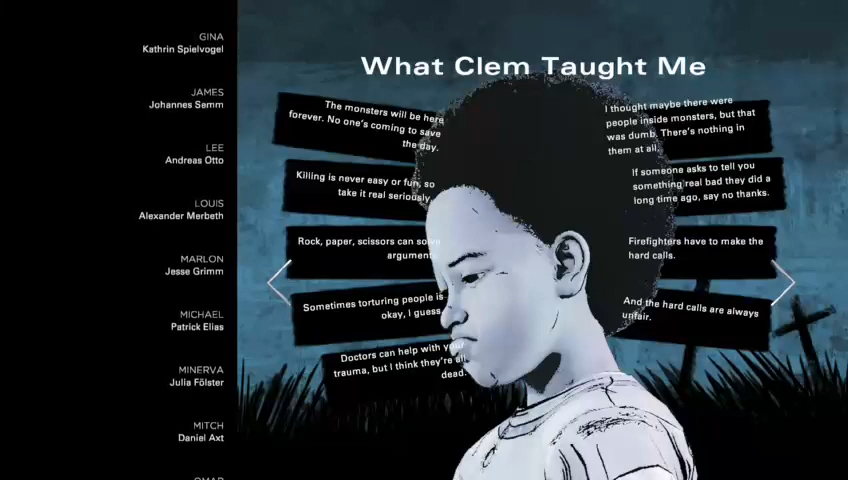 GINA
Kathrin Spielvogel
JAMES
Johannes Semm
LEE
Andreas Otto
LOUIS
Alexander Merbeth
MARLON
Jesse Grimm
MICHAEL
Patrick Elias
MINERVA
Julia Fölster
MITCH
Daniel Axt
OMAR
What Clem Taught Me
The monsters will be here
forever. No one's coming to save
the day.
Killing is never easy or fun, so
take it real seriously.
Rock, paper, scissors can solve
argument
Sometimes torturing people is
okay, I guess.
Doctors can help with your
trauma, but I think they're all
dead.
I thought maybe there were
people inside monsters, but that
was dumb. There's nothing in
them at all.
If someone asks to tell you
something real bad they did a
long time ago, say no thanks.
Firefighters have to make the
hard calls.
And the hard calls are always
unfair.